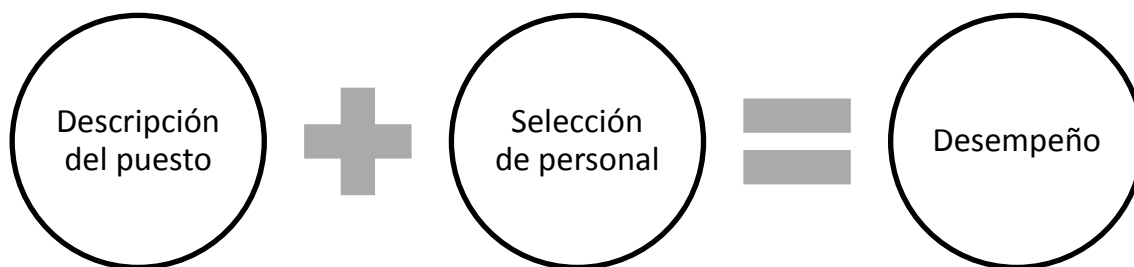 Descripción
del puesto
Selección
de personal
Desempeño